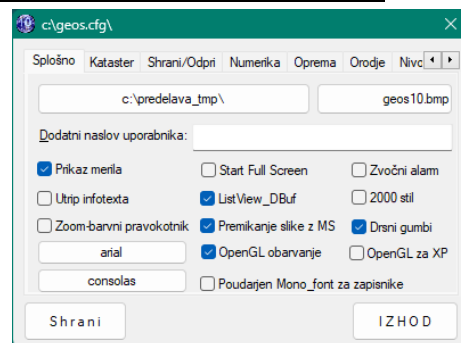 c:\geos.cfg\
Splošno Kataster Shrani/Odpri Numerika Oprema Orodje Nivo
c:\predelava_tmp\ geos10.bmp
Dodatni naslov uporabnika:
Prikaz merila Start Full Screen Zvočni alarm
Utrip infotexta ListView_DBuf 2000 stil
Zoom-barvni pravokotnik Premikanje slike z MS Drsni gumbi
arial OpenGL obarvanje OpenGL za XP
consolas Poudarjen Mono_font za zapisnike
Shrani IZHOD